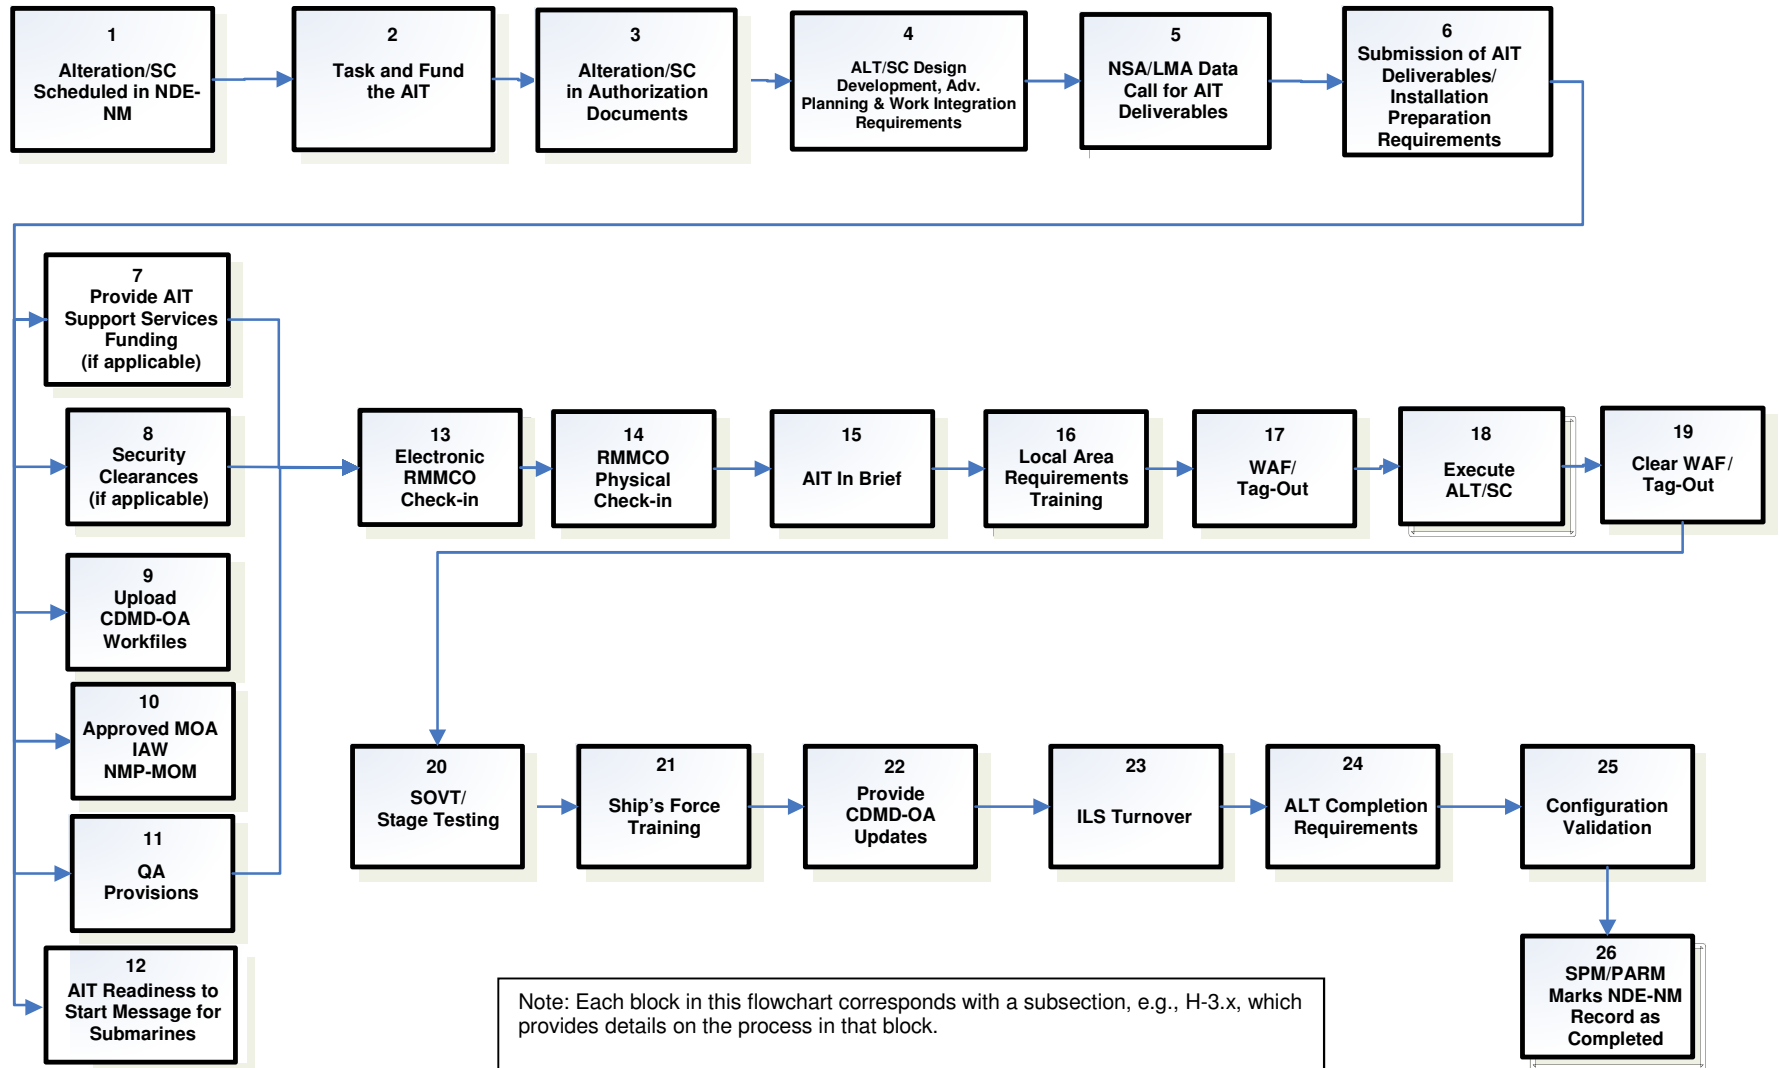 1
Alteration/SC
Scheduled in NDE-
NM
2
Task and Fund
the AIT
3
Alteration/SC
in Authorization
Documents
4
ALT/SC Design
Development, Adv.
Planning & Work Integration
Requirements
5
NSA/LMA Data
Call for AIT
Deliverables
6
Submission of AIT
Deliverables/
Installation
Preparation
Requirements
7
Provide AIT
Support Services
Funding
(if applicable)
8
Security
Clearances
(if applicable)
9
Upload
CDMD-OA
Workfiles
10
Approved MOA
IAW
NMP-MOM
11
QA
Provisions
12
AIT Readiness to
Start Message for
Submarines
13
Electronic
RMMCO
Check-in
14
RMMCO
Physical
Check-in
15
AIT In Brief
16
Local Area
Requirements
Training
17
WAF/
Tag-Out
18
Execute
ALT/SC
19
Clear WAF/
Tag-Out
20
SOVT/
Stage Testing
21
Ship's Force
Training
22
Provide
CDMD-OA
Updates
23
ILS Turnover
24
ALT Completion
Requirements
25
Configuration
Validation
26
SPM/PARM
Marks NDE-NM
Record as
Completed
Note: Each block in this flowchart corresponds with a subsection, e.g., H-3.x, which
provides details on the process in that block.